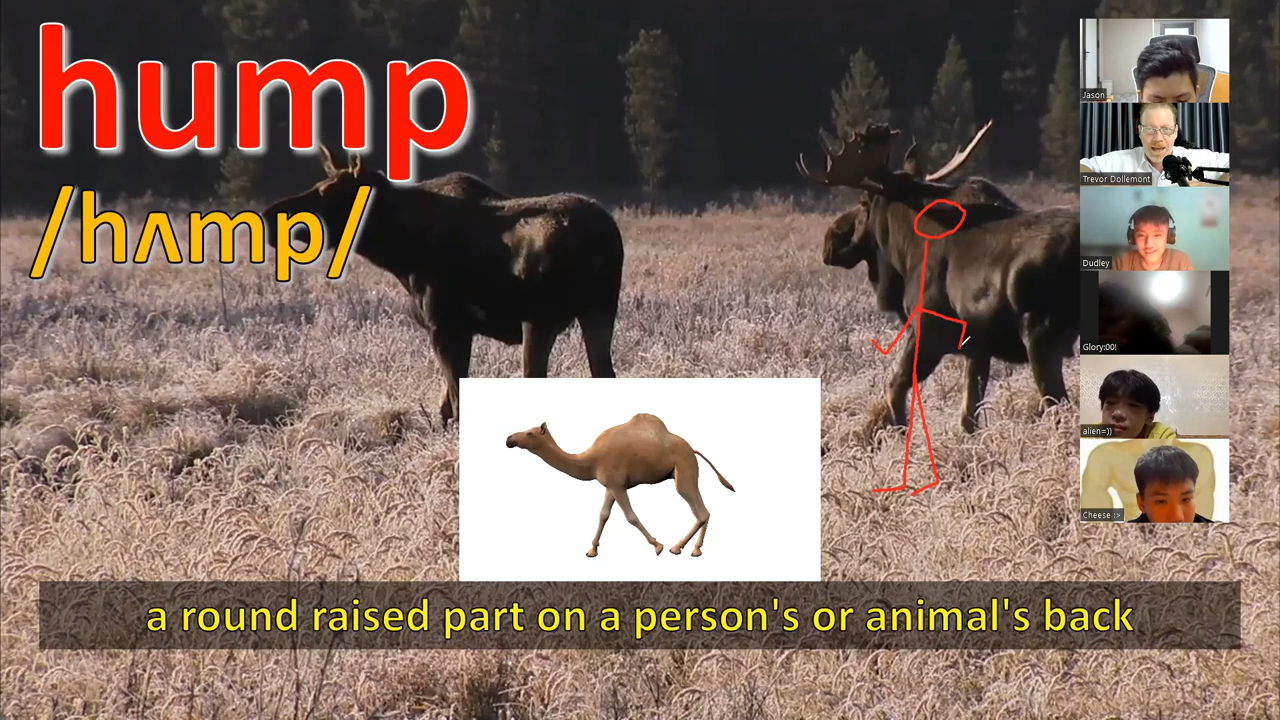 hump
/hʌmp/
a round raised part on a person's or animal's back
Jason
Trevor Dollemont
Dudley
Glory:00!
alien=))
Cheese :>